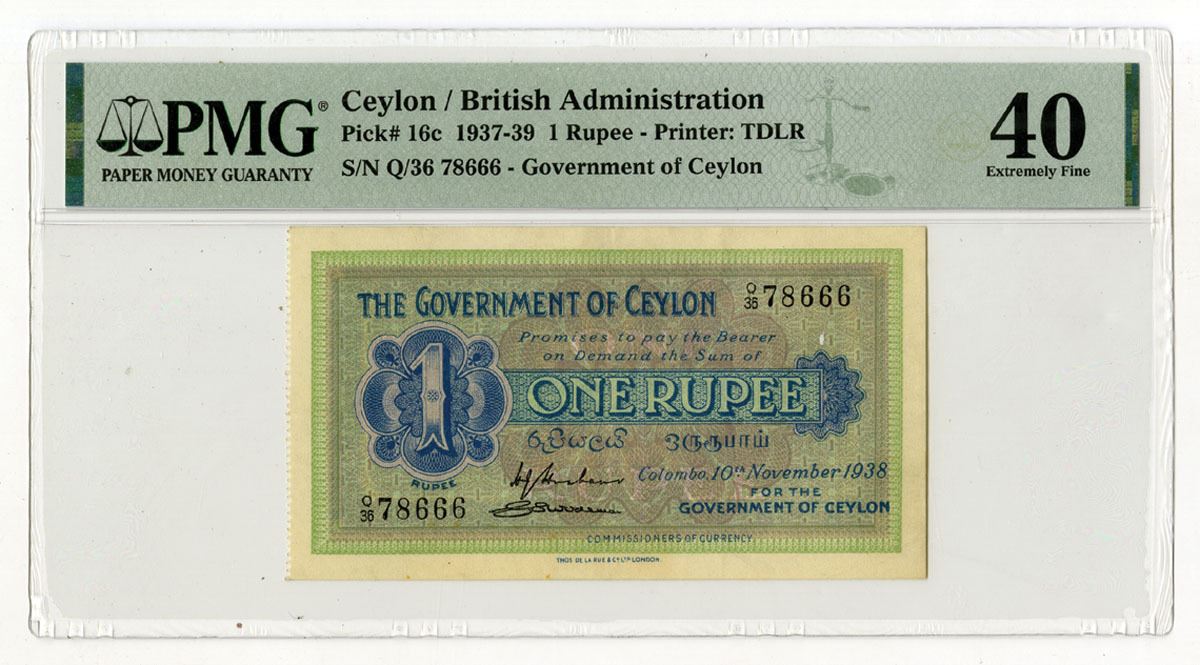 PMG®
PAPER MONEY GUARANTY
Ceylon / British Administration
Pick# 16c 1937-39 1 Rupee - Printer: TDLR
S/N Q/36 78666 - Government of Ceylon
40
Extremely Fine
THE GOVERNMENT OF CEYLON
Q/36 78666
Promises to pay the Bearer
on Demand the Sum of
1
RUPEE
ONE RUPEE
රුපියලයි ஒருரூபாய்
Colombo, 10th November 1938
FOR THE
GOVERNMENT OF CEYLON
Q/36 78666
COMMISSIONERS OF CURRENCY
THOS DE LA RUE & CY LTD LONDON.